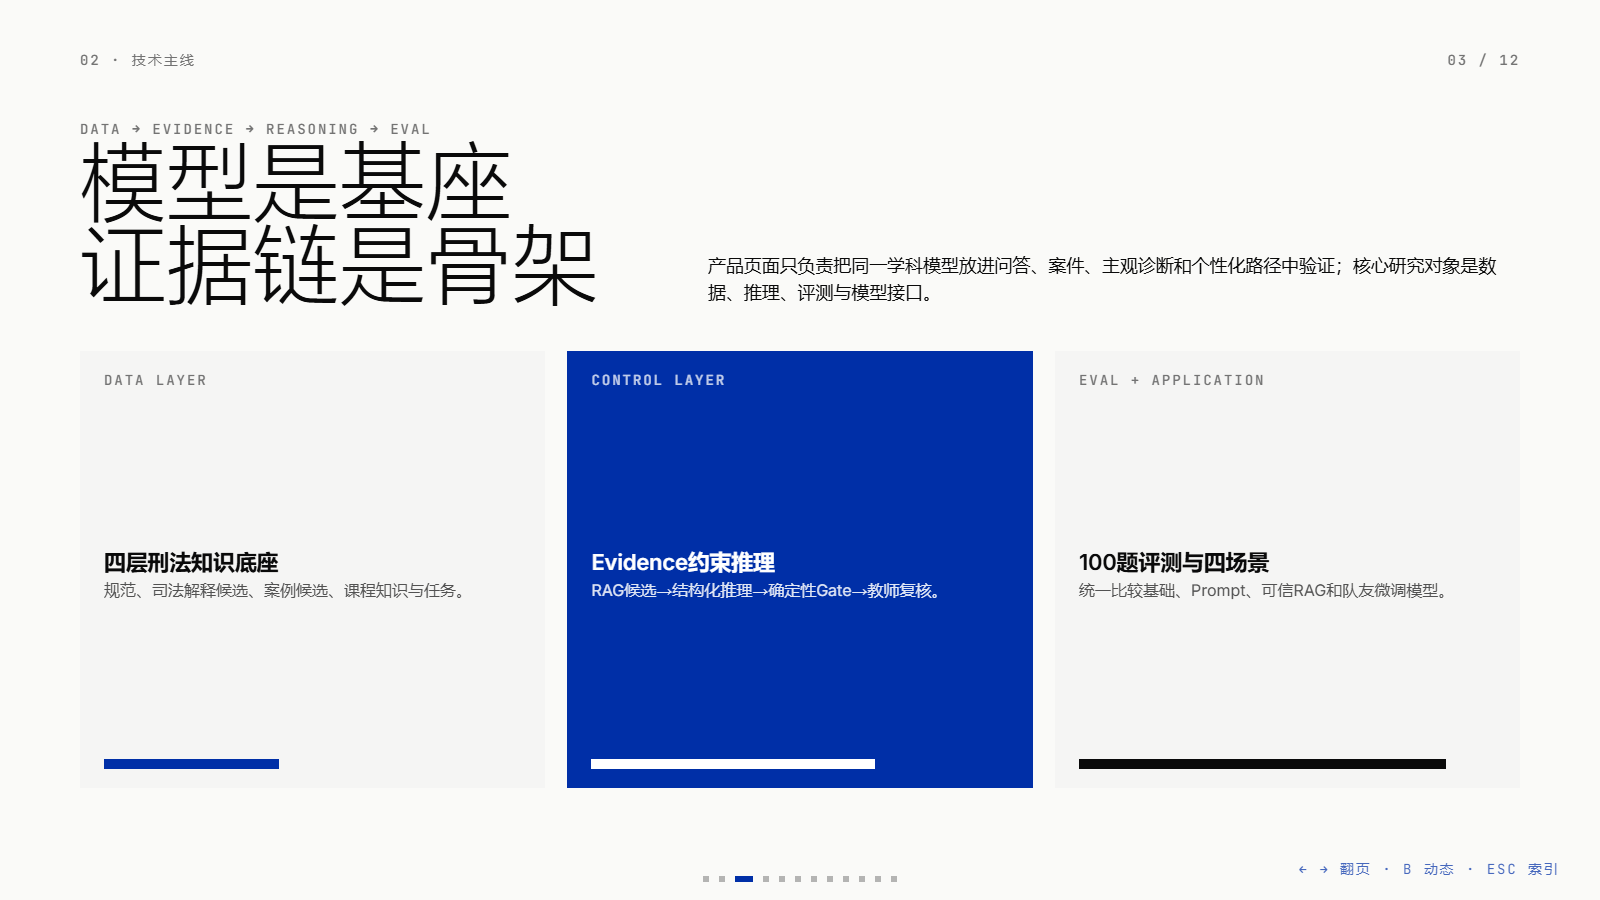 02 · 技术主线
03 / 12
DATA → EVIDENCE → REASONING → EVAL
模型是基座
证据链是骨架
产品页面只负责把同一学科模型放进问答、案件、主观诊断和个性化路径中验证；核心研究对象是数
据、推理、评测与模型接口。
DATA LAYER
四层刑法知识底座
规范、司法解释候选、案例候选、课程知识与任务。
CONTROL LAYER
Evidence约束推理
RAG候选→结构化推理→确定性Gate→教师复核。
EVAL + APPLICATION
100题评测与四场景
统一比较基础、Prompt、可信RAG和队友微调模型。
← → 翻页 · B 动态 · ESC 索引